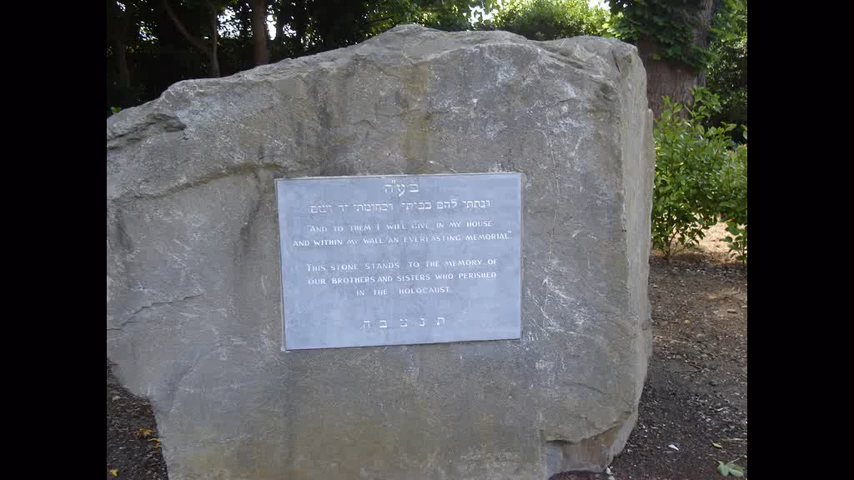 בע"ה
ונתתי להם בביתי ובחומתי יד ושם
"AND TO THEM I WILL GIVE, IN MY HOUSE
AND WITHIN MY WALL AN EVERLASTING MEMORIAL".
THIS STONE STANDS TO THE MEMORY OF
OUR BROTHERS AND SISTERS WHO PERISHED
IN THE HOLOCAUST.
ת נ צ ב ה